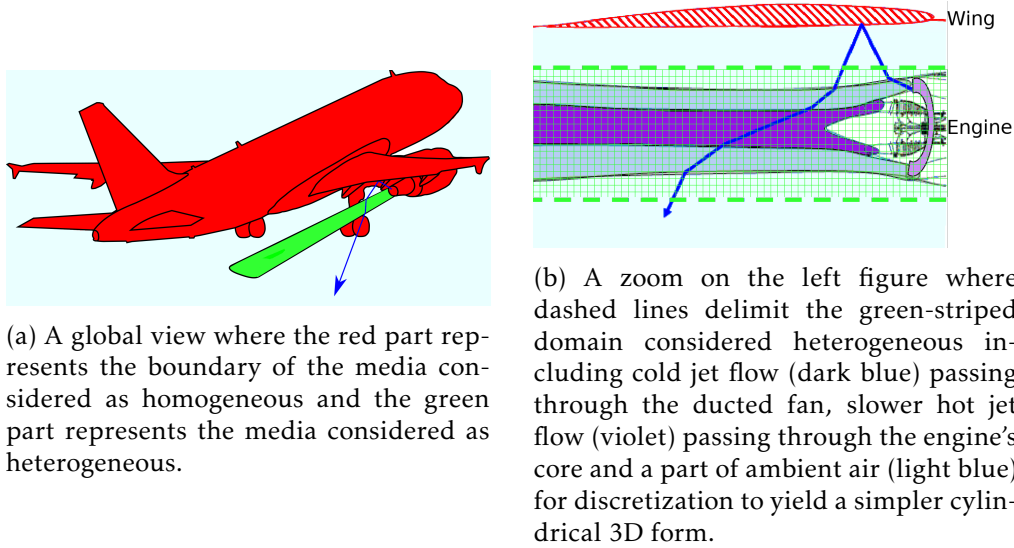 Wing
Engine
(a) A global view where the red part rep-
resents the boundary of the media con-
sidered as homogeneous and the green
part represents the media considered as
heterogeneous.
(b) A zoom on the left figure where
dashed lines delimit the green-striped
domain considered heterogeneous in-
cluding cold jet flow (dark blue) passing
through the ducted fan, slower hot jet
flow (violet) passing through the engine’s
core and a part of ambient air (light blue)
for discretization to yield a simpler cylin-
drical 3D form.